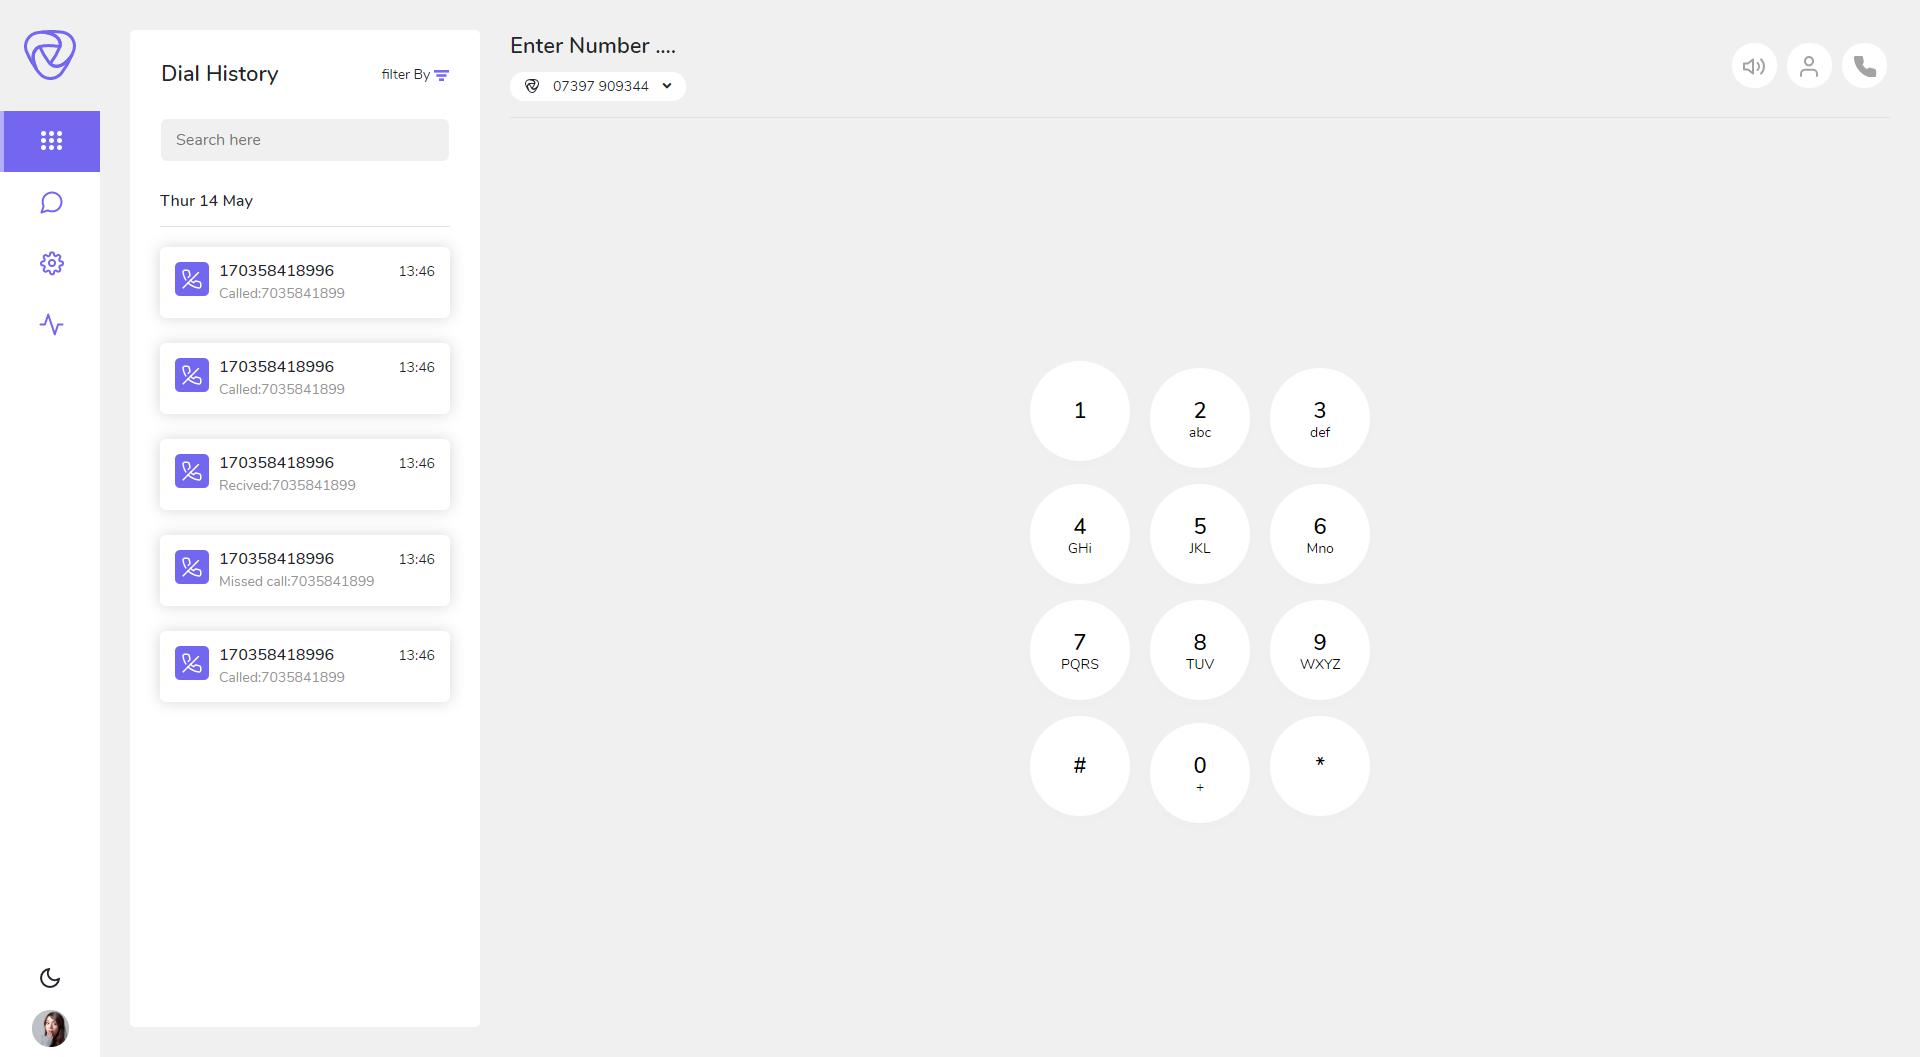 Dial History
filter By
Search here
Thur 14 May
170358418996 13:46
Called:7035841899
170358418996 13:46
Called:7035841899
170358418996 13:46
Recived:7035841899
170358418996 13:46
Missed call:7035841899
170358418996 13:46
Called:7035841899
Enter Number ....
07397 909344
1 2 3
abc def
4 5 6
GHi JKL Mno
7 8 9
PQRS TUV WXYZ
# 0 *
+